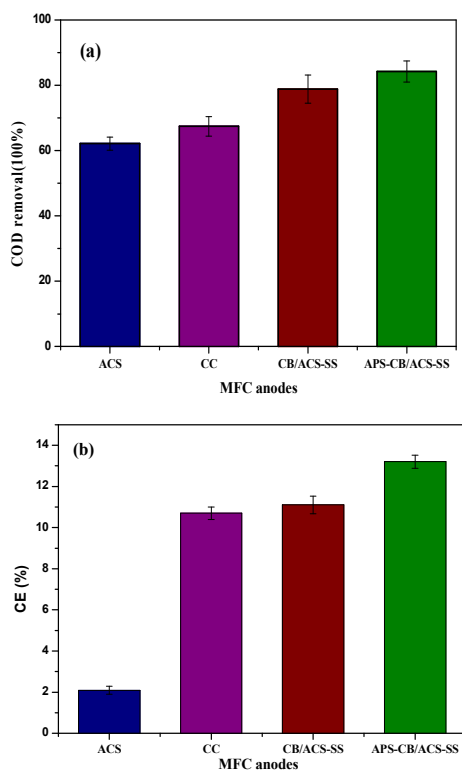 (a)
COD removal(100%)
100
80
60
40
20
0
ACS CC CB/ACS-SS APS-CB/ACS-SS
MFC anodes
(b)
CE (%)
14
12
10
8
6
4
2
0
ACS CC CB/ACS-SS APS-CB/ACS-SS
MFC anodes